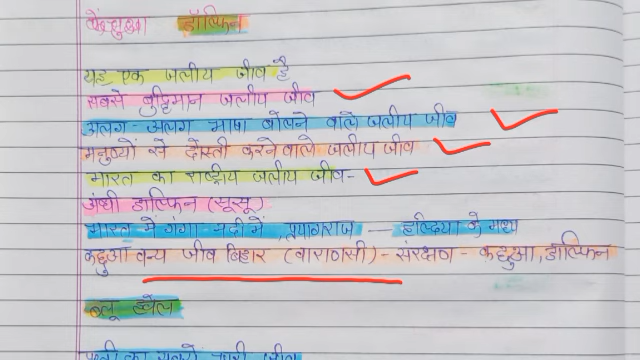 डॉल्फिन
यह एक जलीय जीव है
सबसे बुद्धिमान जलीय जीव
अलग-अलग भाषा बोलने वाले जलीय जीव
मनुष्यों से दोस्ती करने वाले जलीय जीव
भारत का राष्ट्रीय जलीय जीव-
अंधी डाल्फिन (सूसू)
भारत में गंगा नदी में, प्रयागराज — हल्दिया के मध्य
कछुआ वन्य जीव विहार (वाराणसी) - संरक्षण - कछुआ, डाल्फिन
ब्लू ह्वेल